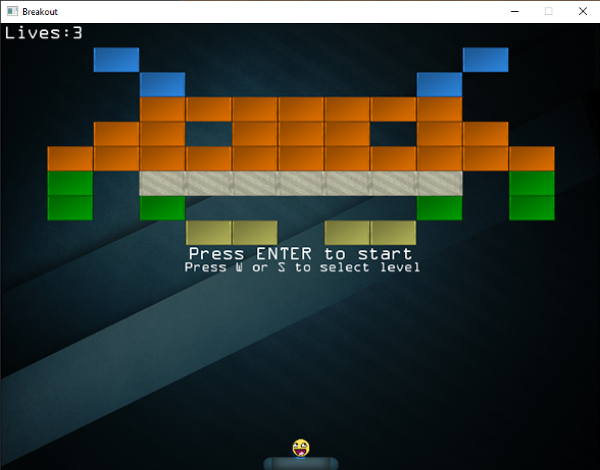 Breakout
Lives:3
Press ENTER to start
Press W or S to select level